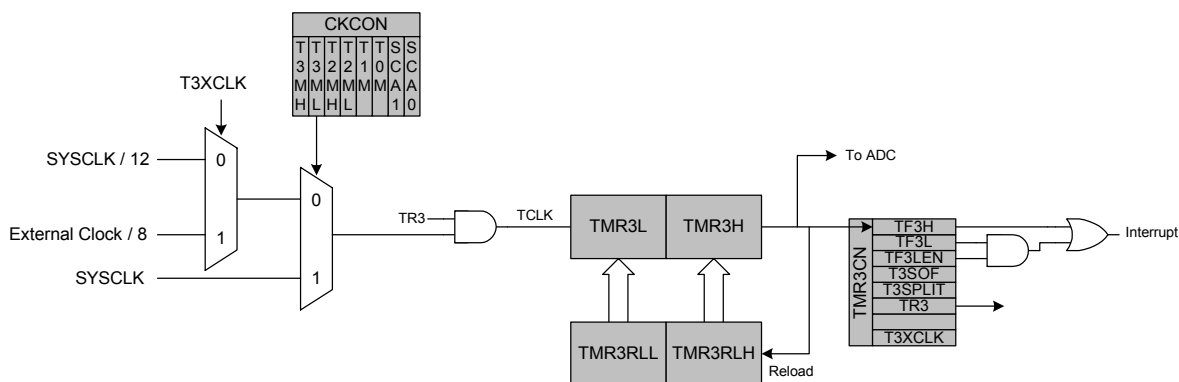 CKCON
T3MH
T3ML
T2MH
T2ML
T1M
T0M
SCA1
SCA0
T3XCLK
SYSCLK / 12
0
External Clock / 8
1
SYSCLK
0
1
TR3
TCLK
TMR3L
TMR3H
To ADC
TMR3RLL
TMR3RLH
Reload
TMR3CN
TF3H
TF3L
TF3LEN
T3SOF
T3SPLIT
TR3
T3XCLK
Interrupt